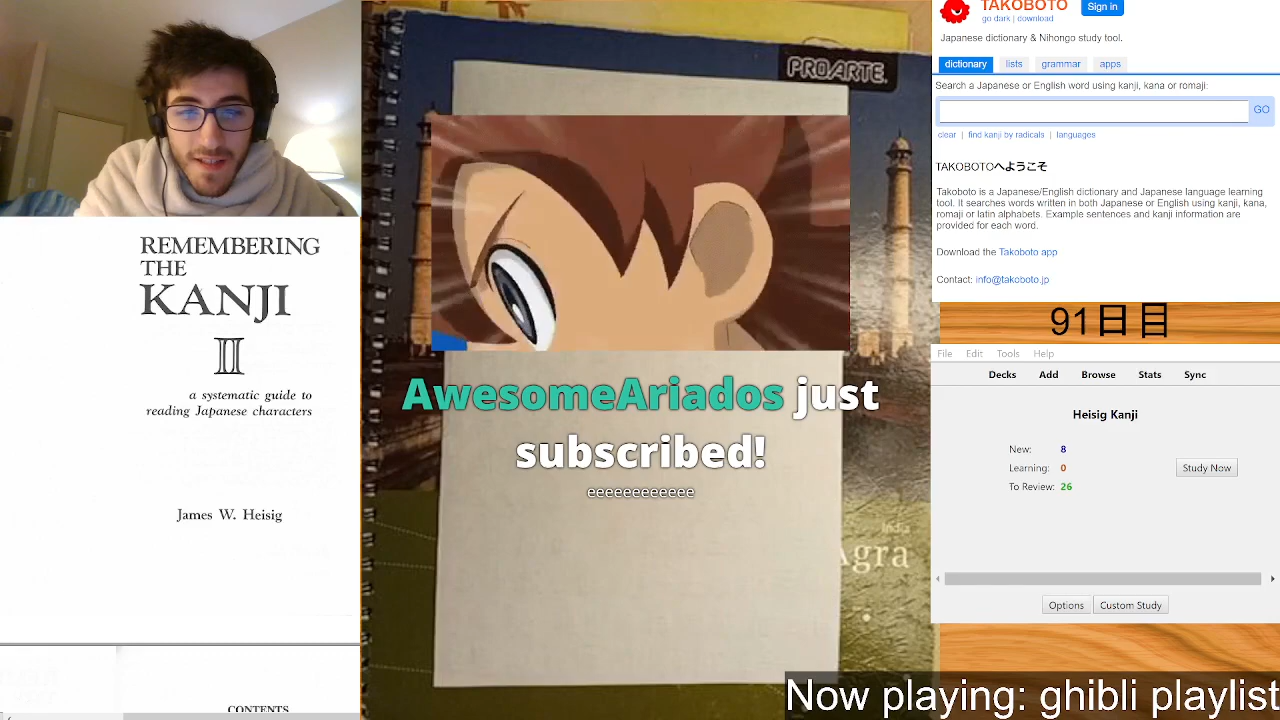 REMEMBERING
THE
KANJI
II
a systematic guide to
reading Japanese characters
James W. Heisig
CONTENTS
PROARTE
AwesomeAriados just
subscribed!
eeeeeeeeeeee
India
Agra
TAKOBOTO
Sign in
go dark | download
Japanese dictionary & Nihongo study tool.
dictionary lists grammar apps
Search a Japanese or English word using kanji, kana or romaji:
GO
clear | find kanji by radicals | languages
TAKOBOTOへようこそ
Takoboto is a Japanese/English dictionary and Japanese language learning
tool. It searches words written in both Japanese or English using kanji, kana,
romaji or latin alphabets. Example sentences and kanji information are
provided for each word.
Download the Takoboto app
Contact: info@takoboto.jp
91日目
File Edit Tools Help
Decks Add Browse Stats Sync
Heisig Kanji
New: 8
Learning: 0
To Review: 26
Study Now
Options Custom Study
Now playing: ghibli playlist